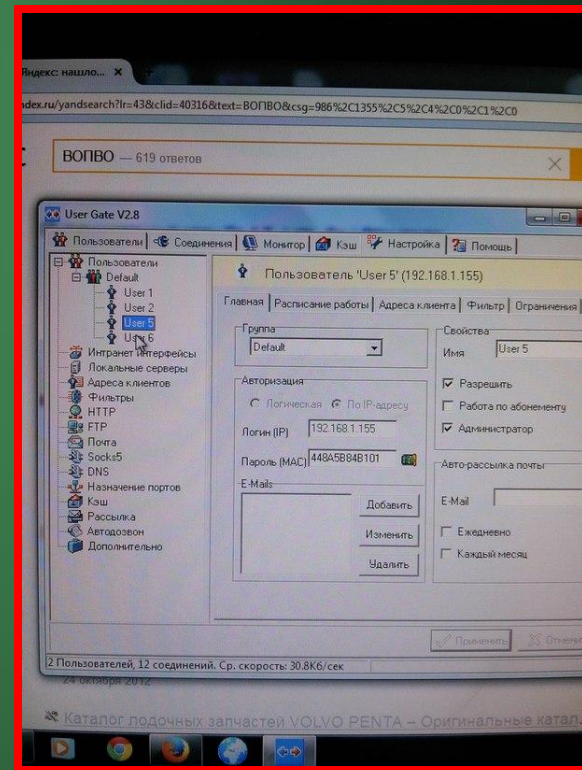 Яндекс: нашло...
ndex.ru/yandsearch?lr=43&clid=40316&text=ВОПВО&csg=986%2C1355%2C5%2C4%2C0%2C1%2C0
ВОПВО — 619 ответов
User Gate V2.8
Пользователи Соединения Монитор Кэш Настройка Помощь
Пользователи
Default
User 1
User 2
User 5
User 6
Интранет интерфейсы
Локальные серверы
Адреса клиентов
Фильтры
HTTP
FTP
Почта
Socks5
DNS
Назначение портов
Кэш
Рассылка
Автодозвон
Дополнительно
Пользователь 'User 5' (192.168.1.155)
Главная Расписание работы Адреса клиента Фильтр Ограничения
Группа
Default
Авторизация
Логическая По IP-адресу
Логин (IP) 192.168.1.155
Пароль (MAC) 448A5B84B101
E-Mails
Добавить
Изменить
Удалить
Свойства
Имя User 5
Разрешить
Работа по абонементу
Администратор
Авто-рассылка почты
E-Mail
Ежедневно
Каждый месяц
Применить Отмени
2 Пользователей, 12 соединений. Ср. скорость: 30.8Кб/сек
24 октября 2012
Каталог лодочных запчастей VOLVO PENTA – Оригинальные катал